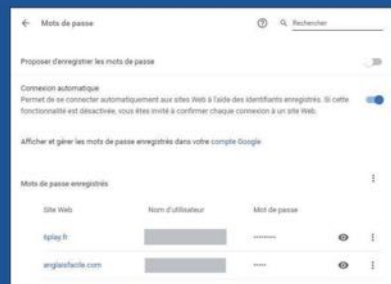 Mots de passe
Rechercher
Proposer d'enregistrer les mots de passe
Connexion automatique
Permet de se connecter automatiquement aux sites Web à l'aide des identifiants enregistrés. Si cette
fonctionnalité est désactivée, vous êtes invité à confirmer chaque connexion à un site Web.
Afficher et gérer les mots de passe enregistrés dans votre compte Google
Mots de passe enregistrés
Site Web Nom d'utilisateur Mot de passe
6play.fr ·········
anglaisfacile.com ·····